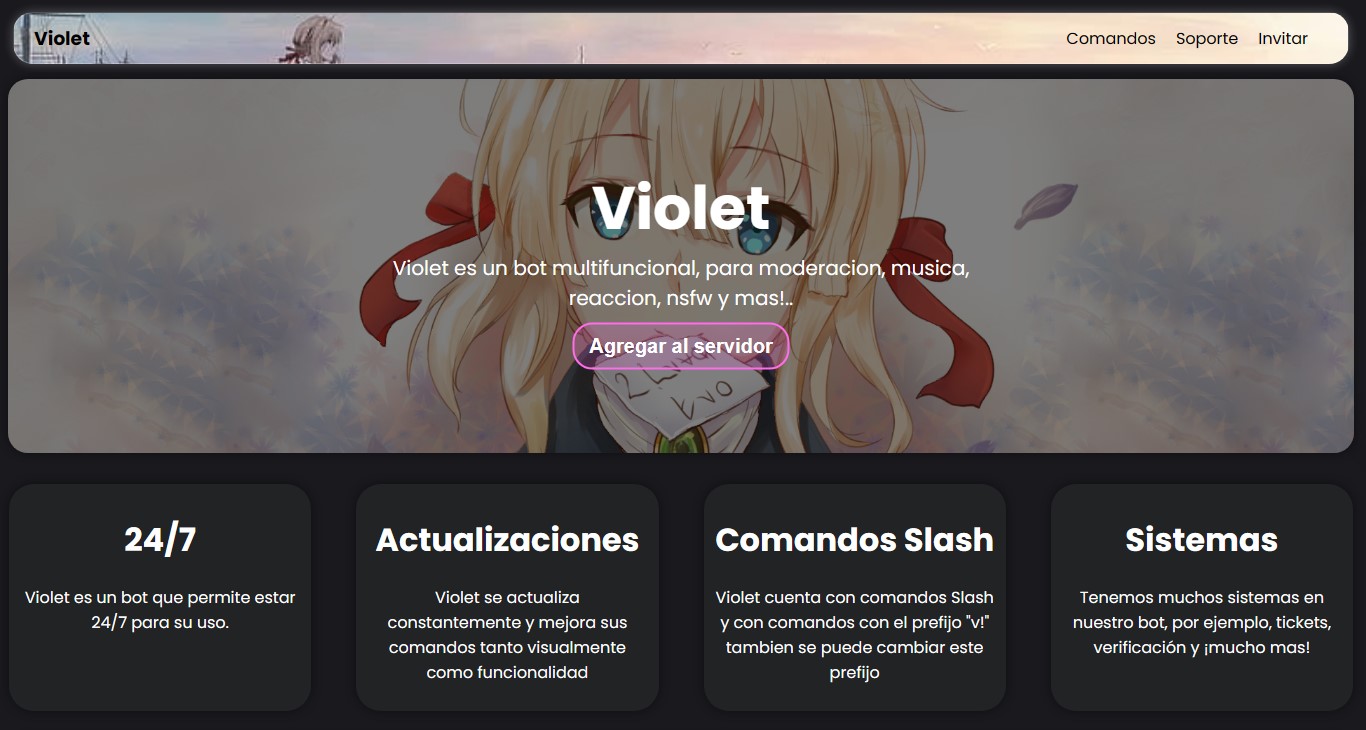 Violet
Comandos Soporte Invitar
Violet
Violet es un bot multifuncional, para moderacion, musica,
reaccion, nsfw y mas!..
Agregar al servidor
24/7
Violet es un bot que permite estar
24/7 para su uso.
Actualizaciones
Violet se actualiza
constantemente y mejora sus
comandos tanto visualmente
como funcionalidad
Comandos Slash
Violet cuenta con comandos Slash
y con comandos con el prefijo "v!"
tambien se puede cambiar este
prefijo
Sistemas
Tenemos muchos sistemas en
nuestro bot, por ejemplo, tickets,
verificación y ¡mucho mas!